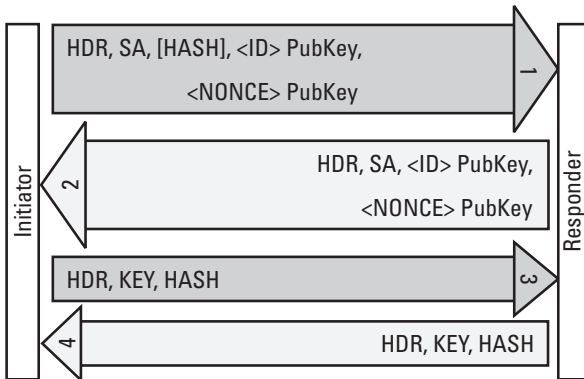 HDR, SA, [HASH], <ID> PubKey,
<NONCE> PubKey
1
HDR, SA, <ID> PubKey,
<NONCE> PubKey
2
Initiator
Responder
HDR, KEY, HASH
3
HDR, KEY, HASH
4